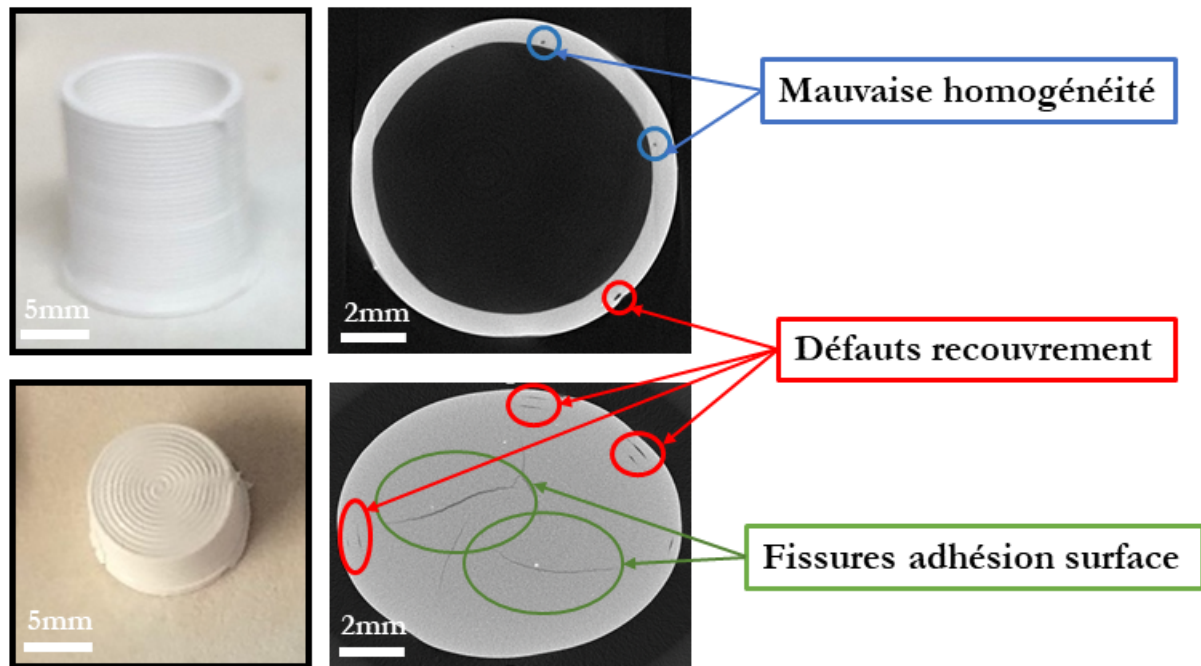 Mauvaise homogénéité
5mm
2mm
Défauts recouvrement
Fissures adhésion surface
5mm
2mm